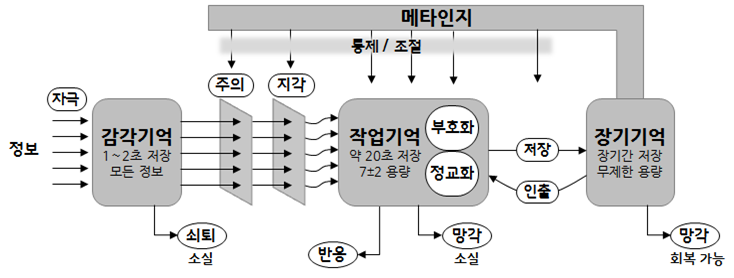 메타인지
통제 / 조절
주의
지각
자극
정보
감각기억
1~2초 저장
모든 정보
작업기억
약 20초 저장
7±2 용량
부호화
정교화
저장
인출
장기기억
장기간 저장
무제한 용량
쇠퇴
소실
반응
망각
소실
망각
회복 가능